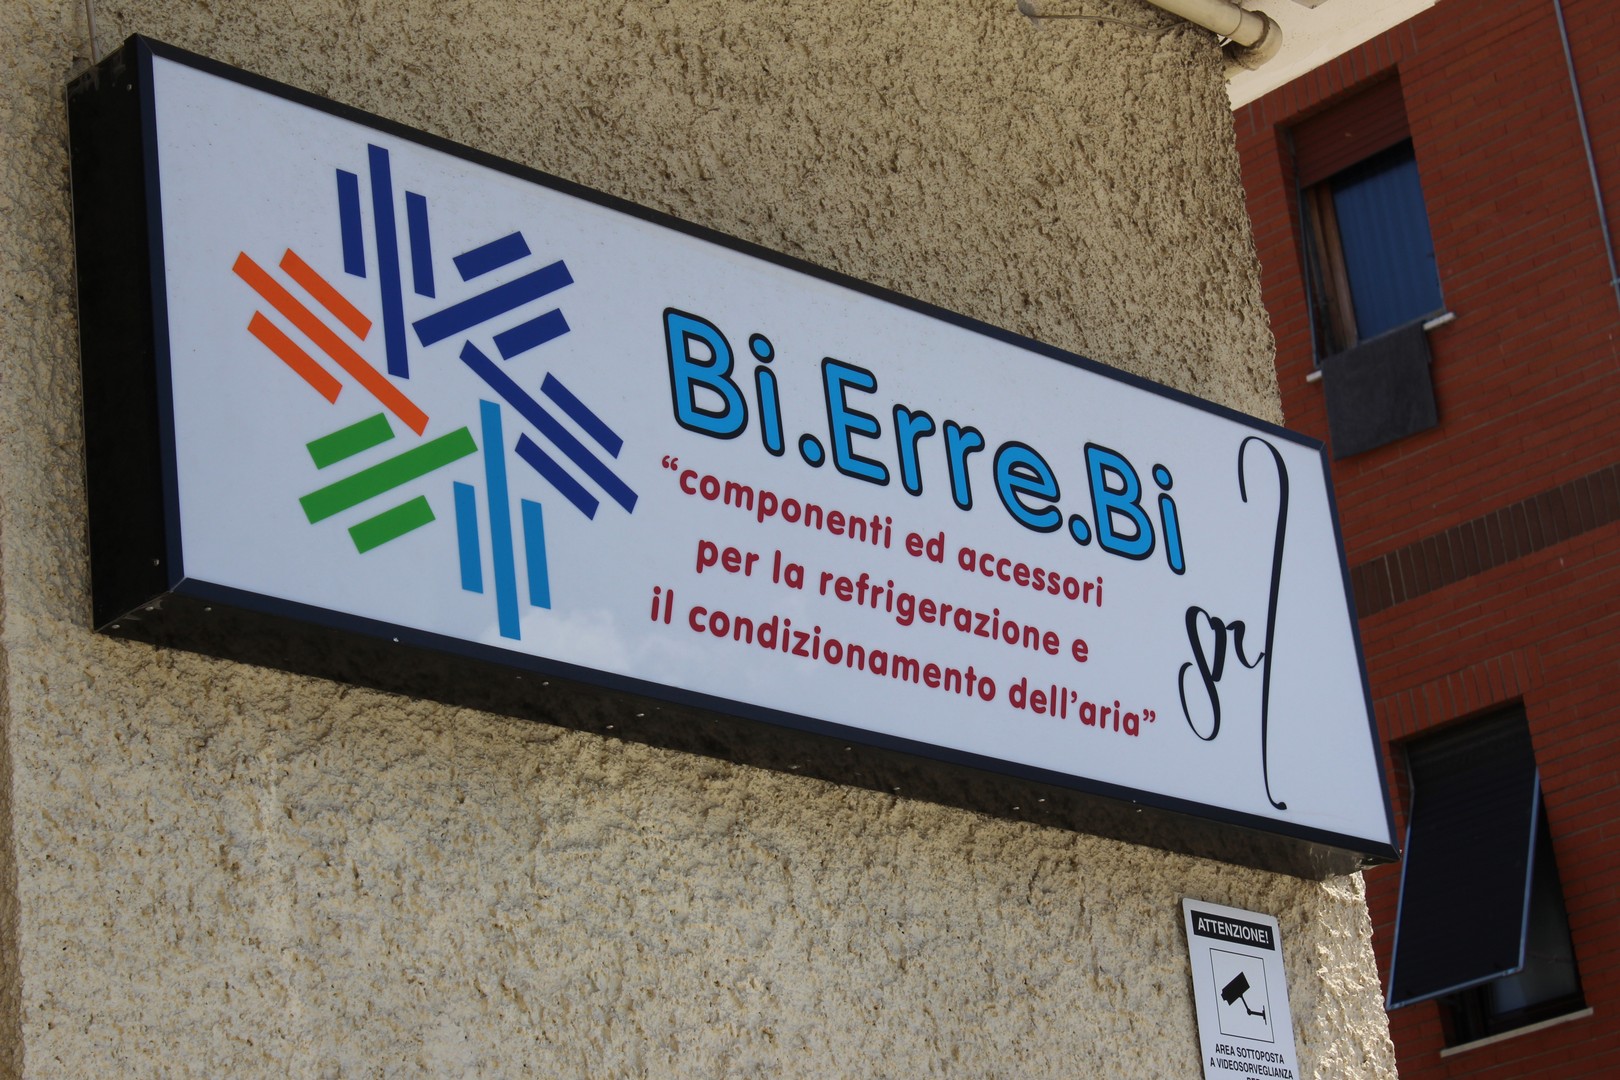 Bi.Erre.Bi
srl
“componenti ed accessori
per la refrigerazione e
il condizionamento dell’aria”
ATTENZIONE!
AREA SOTTOPOSTA
A VIDEOSORVEGLIANZA